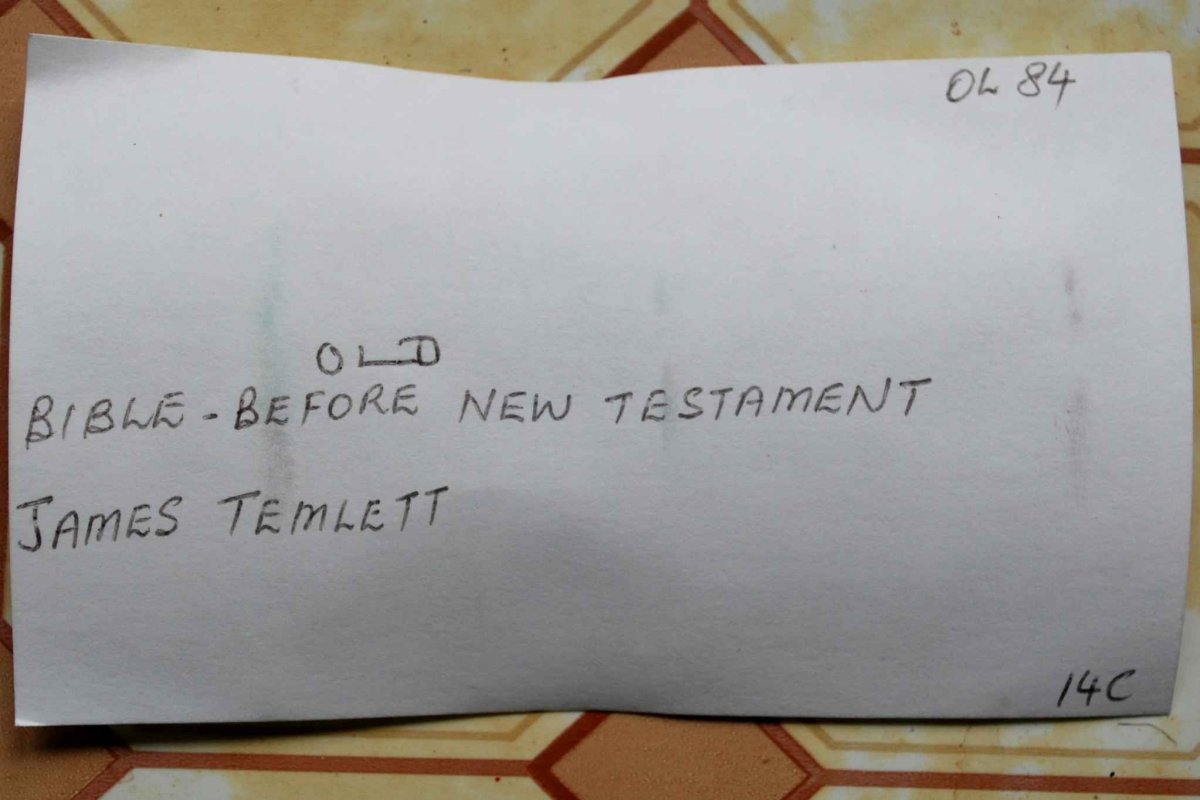 OL 84
OLD
BIBLE - BEFORE NEW TESTAMENT
JAMES TEMLETT
14C